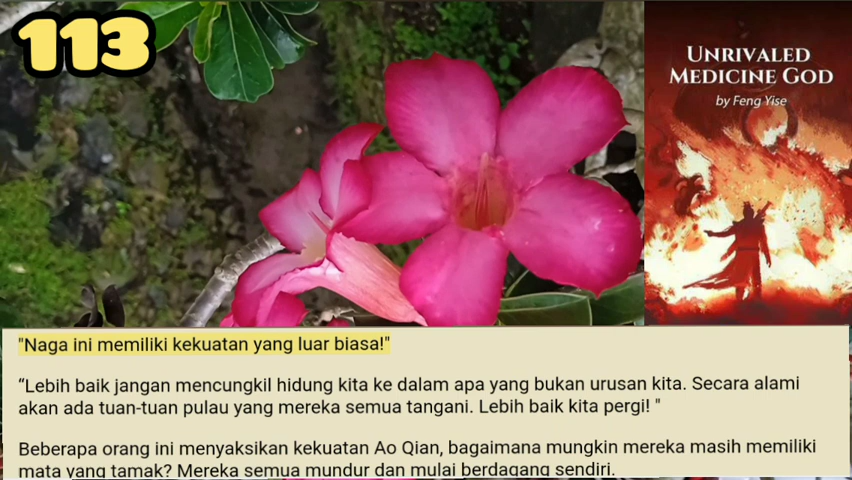 113
UNRIVALED
MEDICINE GOD
by Feng Yise
"Naga ini memiliki kekuatan yang luar biasa!"
“Lebih baik jangan mencungkil hidung kita ke dalam apa yang bukan urusan kita. Secara alami
akan ada tuan-tuan pulau yang mereka semua tangani. Lebih baik kita pergi! "
Beberapa orang ini menyaksikan kekuatan Ao Qian, bagaimana mungkin mereka masih memiliki
mata yang tamak? Mereka semua mundur dan mulai berdagang sendiri.